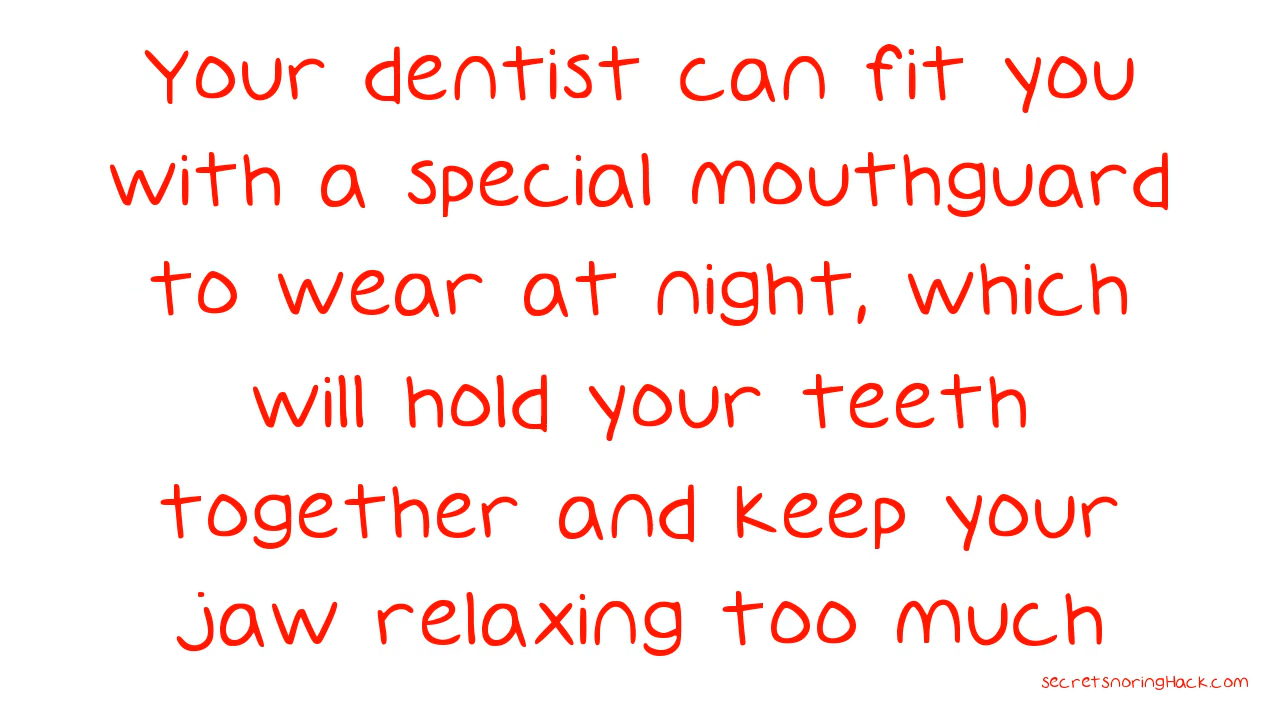 Your dentist can fit you
with a special mouthguard
to wear at night, which
will hold your teeth
together and keep your
jaw relaxing too much
secretsnoringHack.com